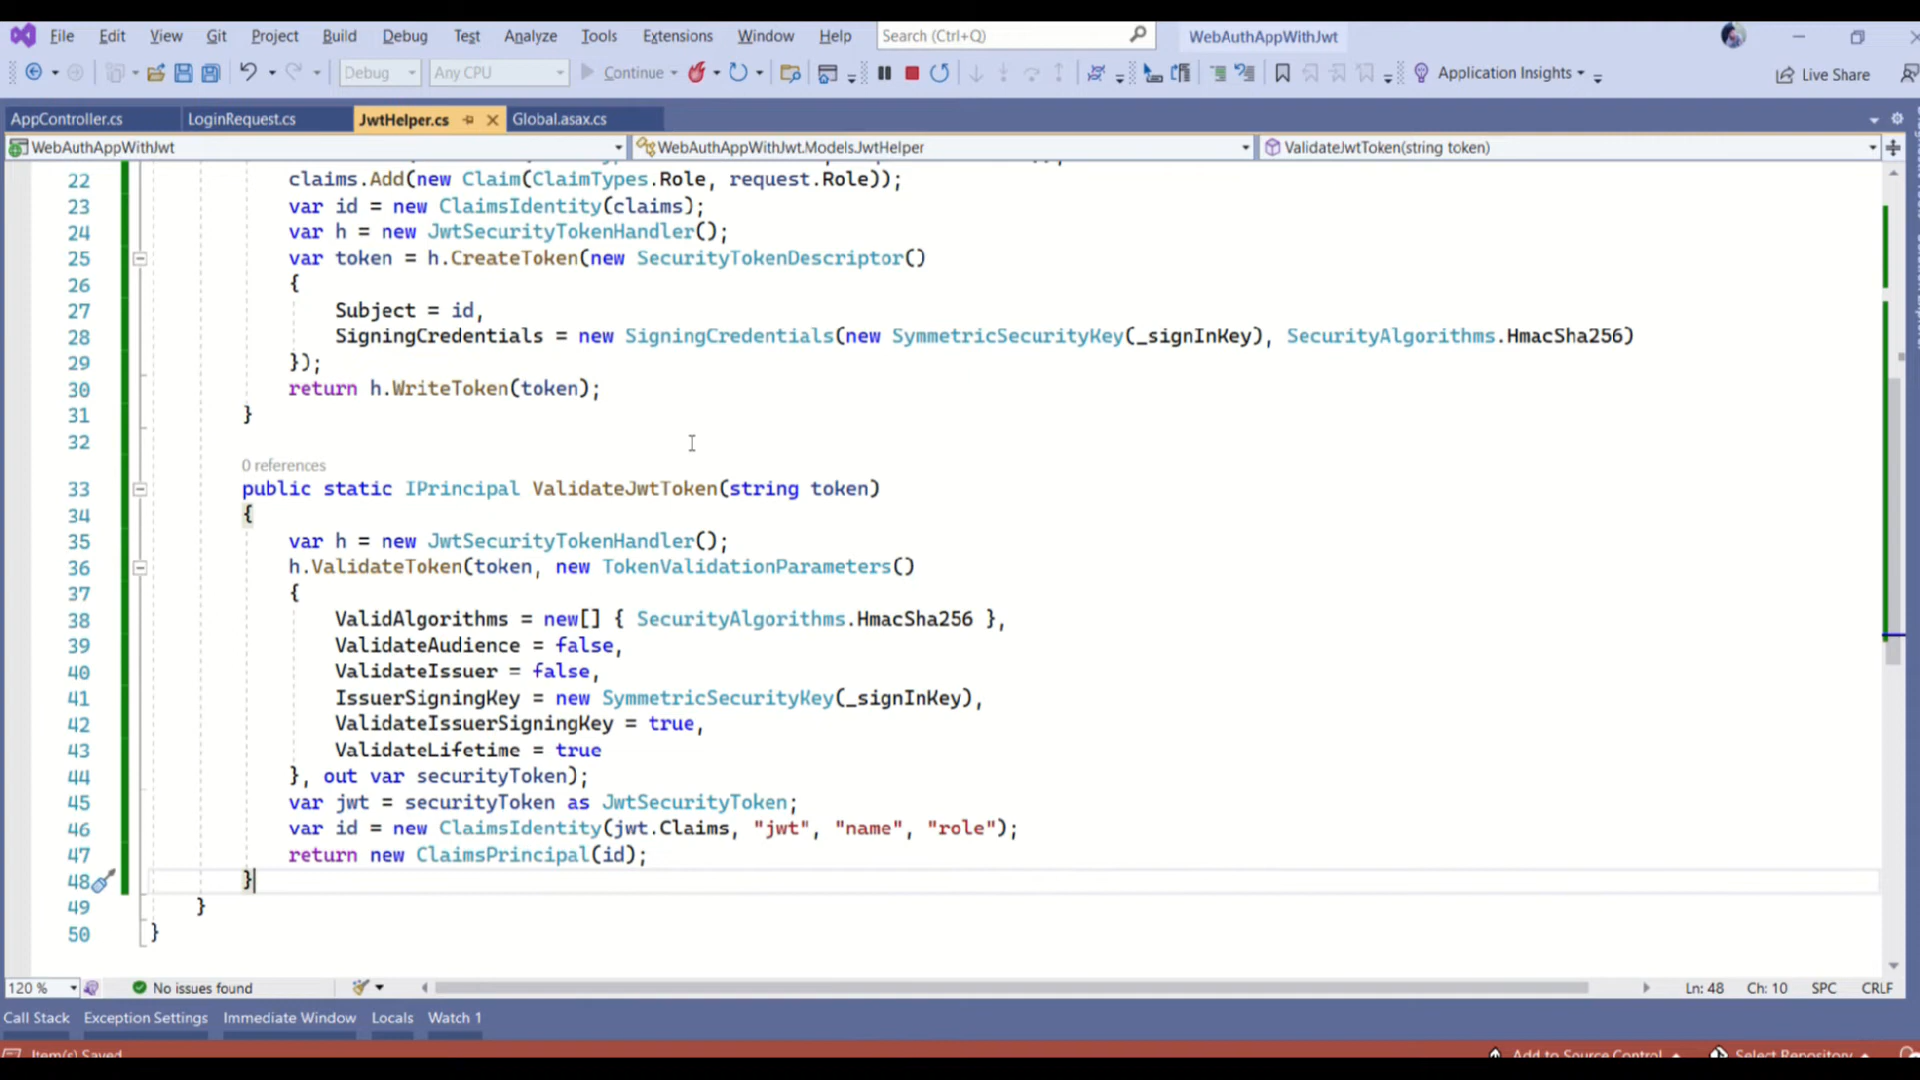 File Edit View Git Project Build Debug Test Analyze Tools Extensions Window Help Search (Ctrl+Q) WebAuthAppWithJwt
Debug Any CPU Continue Application Insights Live Share
AppController.cs LoginRequest.cs JwtHelper.cs Global.asax.cs
WebAuthAppWithJwt WebAuthAppWithJwt.Models.JwtHelper ValidateJwtToken(string token)
22 claims.Add(new Claim(ClaimTypes.Role, request.Role));
23 var id = new ClaimsIdentity(claims);
24 var h = new JwtSecurityTokenHandler();
25 var token = h.CreateToken(new SecurityTokenDescriptor()
26 {
27 Subject = id,
28 SigningCredentials = new SigningCredentials(new SymmetricSecurityKey(_signInKey), SecurityAlgorithms.HmacSha256)
29 });
30 return h.WriteToken(token);
31 }
32
0 references
33 public static IPrincipal ValidateJwtToken(string token)
34 {
35 var h = new JwtSecurityTokenHandler();
36 h.ValidateToken(token, new TokenValidationParameters()
37 {
38 ValidAlgorithms = new[] { SecurityAlgorithms.HmacSha256 },
39 ValidateAudience = false,
40 ValidateIssuer = false,
41 IssuerSigningKey = new SymmetricSecurityKey(_signInKey),
42 ValidateIssuerSigningKey = true,
43 ValidateLifetime = true
44 }, out var securityToken);
45 var jwt = securityToken as JwtSecurityToken;
46 var id = new ClaimsIdentity(jwt.Claims, "jwt", "name", "role");
47 return new ClaimsPrincipal(id);
48 }
49 }
50 }
120 % No issues found Ln: 48 Ch: 10 SPC CRLF
Call Stack Exception Settings Immediate Window Locals Watch 1
Item(s) Saved Add to Source Control Select Repository